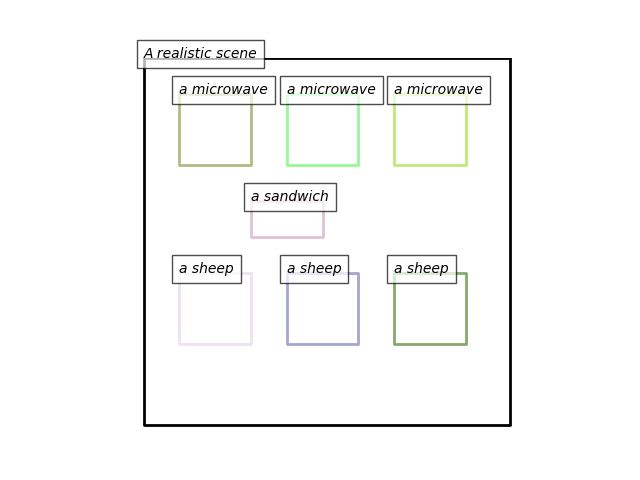 A realistic scene
a microwave a microwave a microwave
a sandwich
a sheep a sheep a sheep